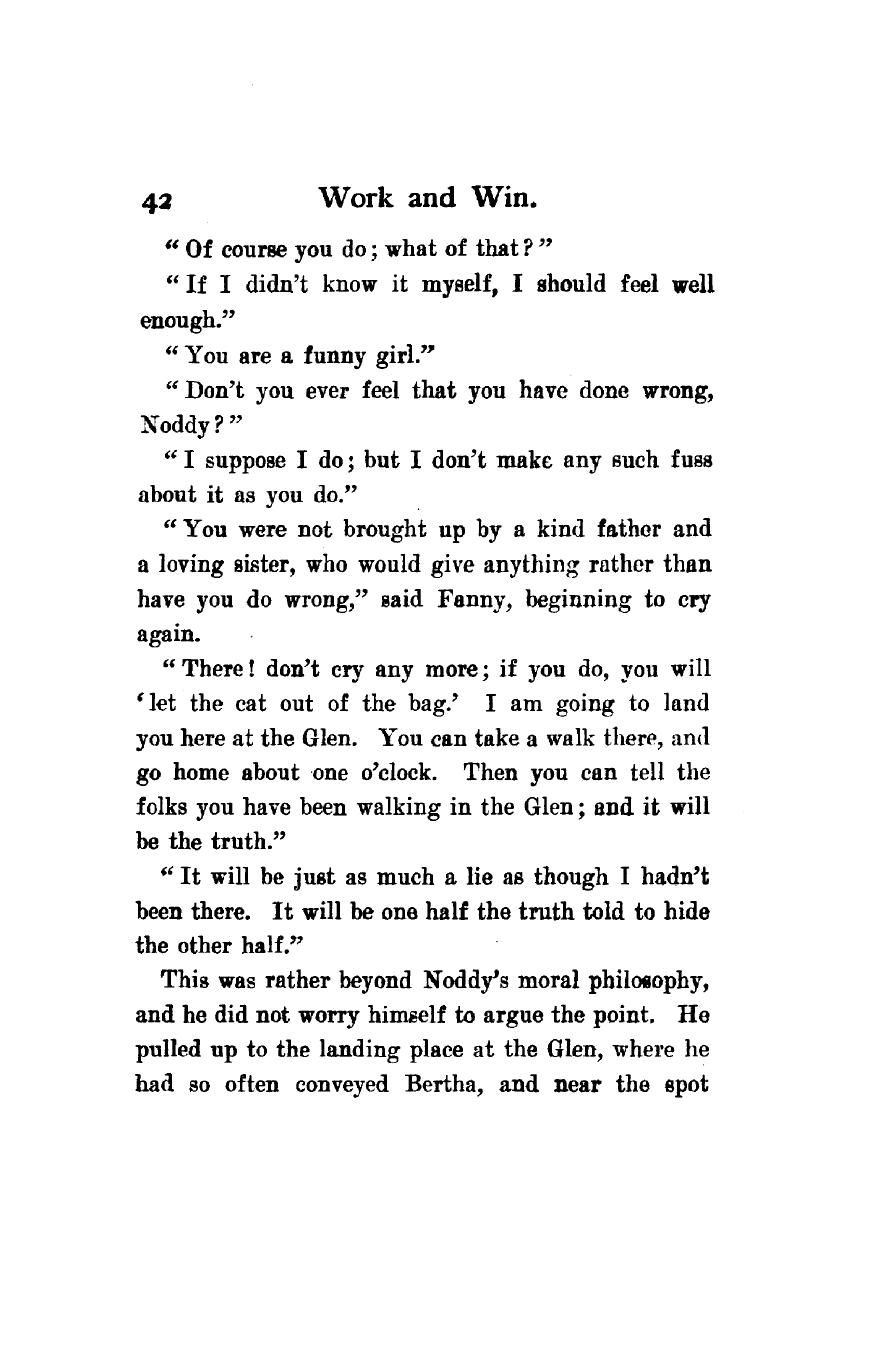 42 Work and Win.
“Of course you do; what of that?”
“If I didn’t know it myself, I should feel well
enough.”
“You are a funny girl.”
“Don’t you ever feel that you have done wrong,
Noddy?”
“I suppose I do; but I don’t make any such fuss
about it as you do.”
“You were not brought up by a kind father and
a loving sister, who would give anything rather than
have you do wrong,” said Fanny, beginning to cry
again.
“There! don’t cry any more; if you do, you will
‘let the cat out of the bag.’ I am going to land
you here at the Glen. You can take a walk there, and
go home about one o’clock. Then you can tell the
folks you have been walking in the Glen; and it will
be the truth.”
“It will be just as much a lie as though I hadn’t
been there. It will be one half the truth told to hide
the other half.”
This was rather beyond Noddy’s moral philosophy,
and he did not worry himself to argue the point. He
pulled up to the landing place at the Glen, where he
had so often conveyed Bertha, and near the spot